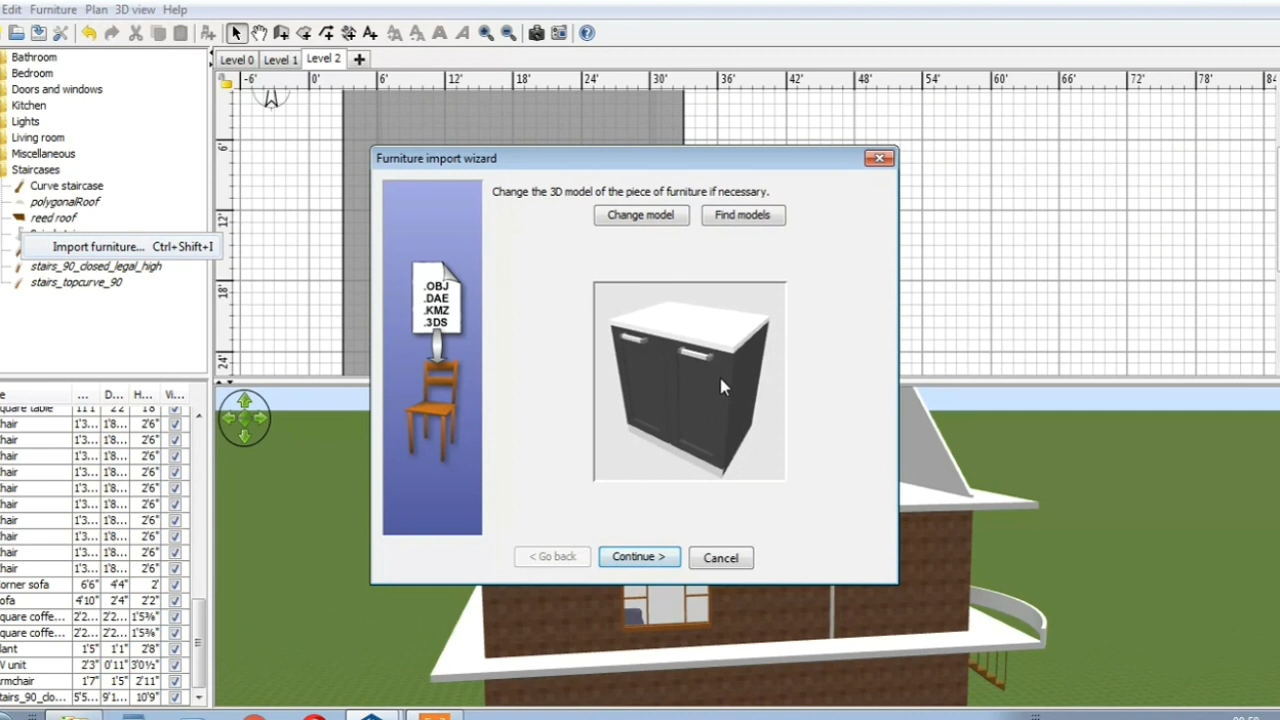 Edit Furniture Plan 3D view Help
Level 0 Level 1 Level 2
-6' 0' 6' 12' 18' 24' 30' 36' 42' 48' 54' 60' 66' 72' 78' 84
6'
12'
18'
24'
Bathroom
Bedroom
Doors and windows
Kitchen
Lights
Living room
Miscellaneous
Staircases
Curve staircase
polygonalRoof
reed roof
Import furniture... Ctrl+Shift+I
stairs_90_closed_legal_high
stairs_topcurve_90
Furniture import wizard
Change the 3D model of the piece of furniture if necessary.
Change model Find models
.OBJ
.DAE
.KMZ
.3DS
< Go back Continue > Cancel
e ... D... H... Vi...
quare table 11'1 2'2 1'8
hair 1'3... 1'8... 2'6"
hair 1'3... 1'8... 2'6"
hair 1'3... 1'8... 2'6"
hair 1'3... 1'8... 2'6"
hair 1'3... 1'8... 2'6"
hair 1'3... 1'8... 2'6"
hair 1'3... 1'8... 2'6"
hair 1'3... 1'8... 2'6"
hair 1'3... 1'8... 2'6"
hair 1'3... 1'8... 2'6"
orner sofa 6'6" 4'4" 2'
ofa 4'10" 2'4" 2'2"
quare coffe... 2'2... 2'2... 1'5⅜"
quare coffe... 2'2... 2'2... 1'5⅜"
lant 1'5" 1'1" 2'8"
V unit 2'3" 0'11" 3'0½"
rmchair 1'7" 1'5" 2'11"
tairs_90_clo... 5'5... 9'1... 10'9"